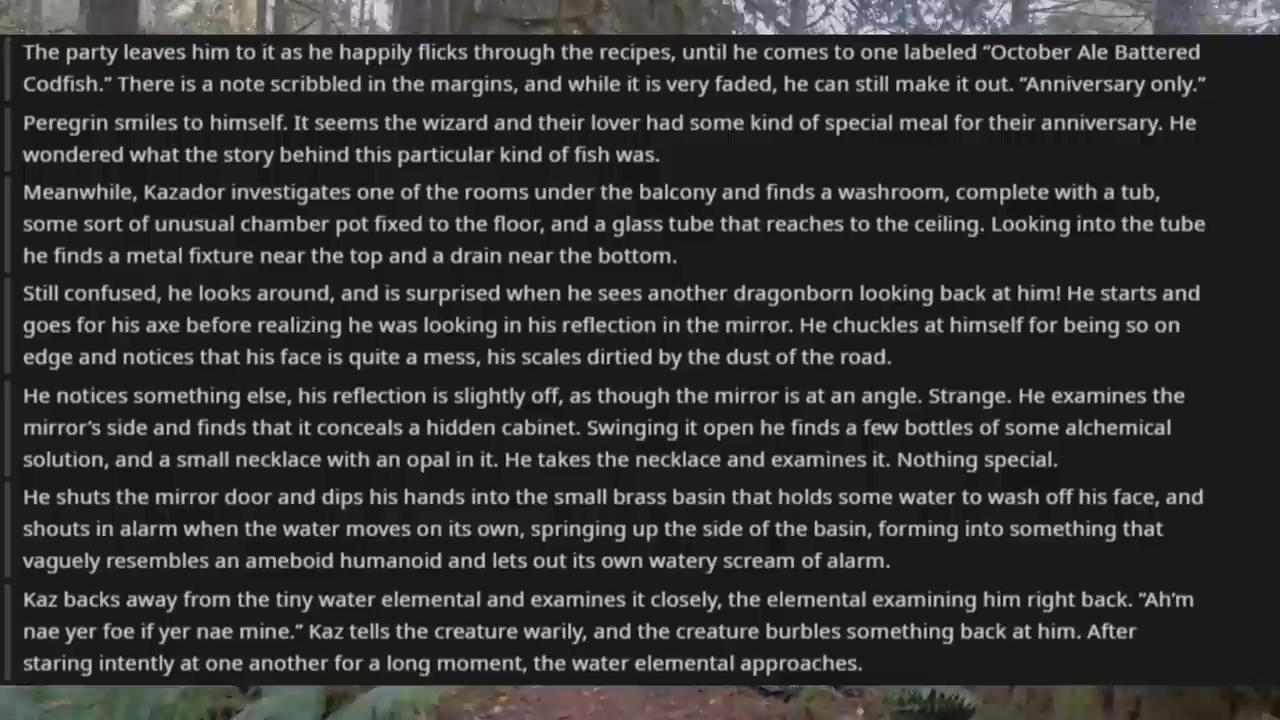 The party leaves him to it as he happily flicks through the recipes, until he comes to one labeled “October Ale Battered
Codfish.” There is a note scribbled in the margins, and while it is very faded, he can still make it out. “Anniversary only.”
Peregrin smiles to himself. It seems the wizard and their lover had some kind of special meal for their anniversary. He
wondered what the story behind this particular kind of fish was.
Meanwhile, Kazador investigates one of the rooms under the balcony and finds a washroom, complete with a tub,
some sort of unusual chamber pot fixed to the floor, and a glass tube that reaches to the ceiling. Looking into the tube
he finds a metal fixture near the top and a drain near the bottom.
Still confused, he looks around, and is surprised when he sees another dragonborn looking back at him! He starts and
goes for his axe before realizing he was looking in his reflection in the mirror. He chuckles at himself for being so on
edge and notices that his face is quite a mess, his scales dirtied by the dust of the road.
He notices something else, his reflection is slightly off, as though the mirror is at an angle. Strange. He examines the
mirror’s side and finds that it conceals a hidden cabinet. Swinging it open he finds a few bottles of some alchemical
solution, and a small necklace with an opal in it. He takes the necklace and examines it. Nothing special.
He shuts the mirror door and dips his hands into the small brass basin that holds some water to wash off his face, and
shouts in alarm when the water moves on its own, springing up the side of the basin, forming into something that
vaguely resembles an ameboid humanoid and lets out its own watery scream of alarm.
Kaz backs away from the tiny water elemental and examines it closely, the elemental examining him right back. “Ah’m
nae yer foe if yer nae mine.” Kaz tells the creature warily, and the creature burbles something back at him. After
staring intently at one another for a long moment, the water elemental approaches.